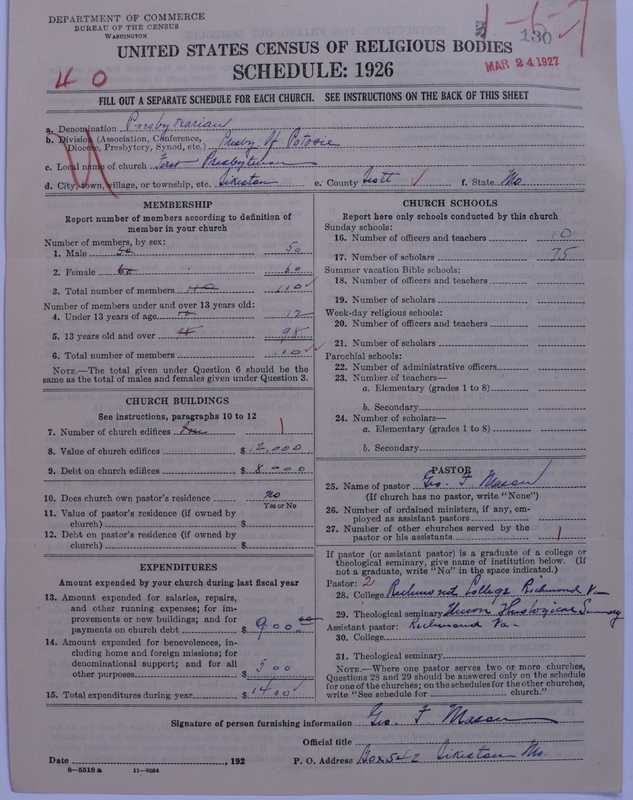 DEPARTMENT OF COMMERCE
BUREAU OF THE CENSUS
WASHINGTON
1-6-7
130
MAR 24 1927
UNITED STATES CENSUS OF RELIGIOUS BODIES
SCHEDULE: 1926
40
FILL OUT A SEPARATE SCHEDULE FOR EACH CHURCH. SEE INSTRUCTIONS ON THE BACK OF THIS SHEET
a. Denomination Presbyterian
b. Division (Association, Conference, Diocese, Presbytery, Synod, etc.) Presby of Potosie
c. Local name of church First Presbyterian
d. City, town, village, or township, etc. Sikeston e. County Scott f. State Mo
MEMBERSHIP
Report number of members according to definition of
member in your church
Number of members, by sex:
1. Male 50 50
2. Female 60 60
3. Total number of members 110 110
Number of members under and over 13 years old:
4. Under 13 years of age 12
5. 13 years old and over 98
6. Total number of members 110
NOTE.—The total given under Question 6 should be
same as the total of males and females given under Question 3.
CHURCH BUILDINGS
See instructions, paragraphs 10 to 12
7. Number of church edifices 1
8. Value of church edifices $ 2,000
9. Debt on church edifices $ 8000
10. Does church own pastor's residence no
Yes or No
11. Value of pastor's residence (if owned by
church) $
12. Debt on pastor's residence (if owned by
church) $
EXPENDITURES
Amount expended by your church during last fiscal year
13. Amount expended for salaries, repairs,
and other running expenses; for im-
provements or new buildings; and for
payments on church debt $ 900 00
14. Amount expended for benevolences, in-
cluding home and foreign missions; for
denominational support; and for all
other purposes $ 500
15. Total expenditures during year $ 1400
CHURCH SCHOOLS
Report here only schools conducted by this church
Sunday schools:
16. Number of officers and teachers 10
17. Number of scholars 75
Summer vacation Bible schools:
18. Number of officers and teachers
19. Number of scholars
Week-day religious schools:
20. Number of officers and teachers
21. Number of scholars
Parochial schools:
22. Number of administrative officers
23. Number of teachers—
a. Elementary (grades 1 to 8)
b. Secondary
24. Number of scholars—
a. Elementary (grades 1 to 8)
b. Secondary
PASTOR
25. Name of pastor Geo. F Mason
(If church has no pastor, write "None")
26. Number of ordained ministers, if any, em-
ployed as assistant pastors
27. Number of other churches served by the
pastor or his assistants 1
If pastor (or assistant pastor) is a graduate of a college or
theological seminary, give name of institution below. (If
not a graduate, write "No" in the space indicated.)
Pastor: 2
28. College Richmond College Richmond Va
29. Theological seminary Union Theological Seminary
Assistant pastor: Richmond Va
30. College
31. Theological seminary
NOTE.—Where one pastor serves two or more churches,
Questions 28 and 29 should be answered only on the schedule
for one of the churches; on the schedules for the other churches,
write "See schedule for ________ church."
Signature of person furnishing information Geo. F Mason
Official title
Date , 192 P. O. Address Box 542 Sikeston Mo.
8—5518 a 11—9054